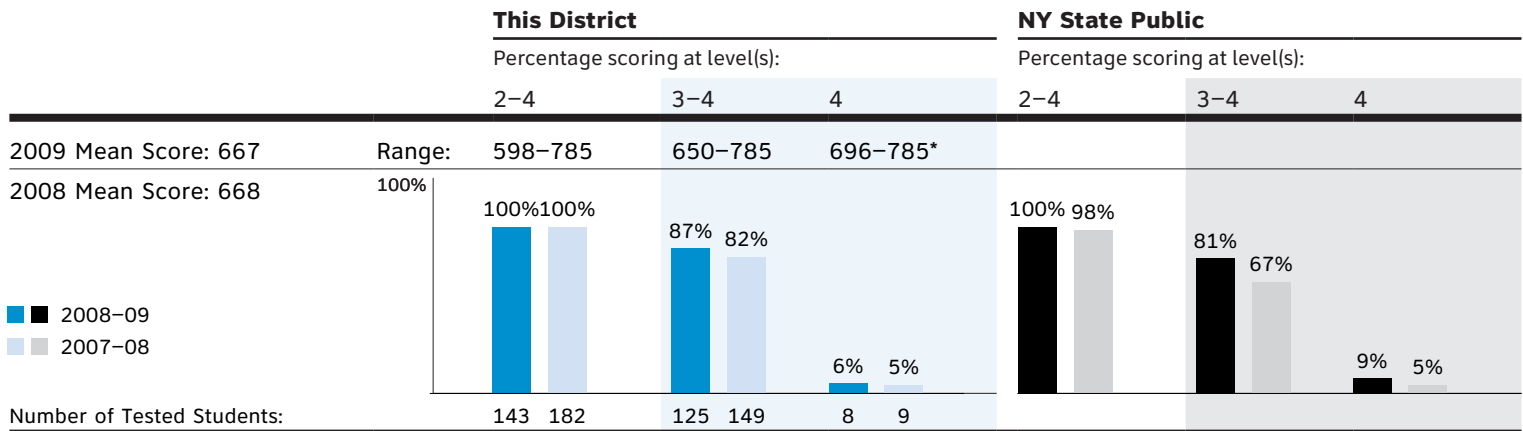 This District NY State Public
Percentage scoring at level(s): Percentage scoring at level(s):
2–4 3–4 4 2–4 3–4 4
2009 Mean Score: 667 Range: 598–785 650–785 696–785*
2008 Mean Score: 668 100%
100% 100% 87% 82% 6% 5% 100% 98% 81% 67% 9% 5%
2008–09
2007–08
Number of Tested Students: 143 182 125 149 8 9